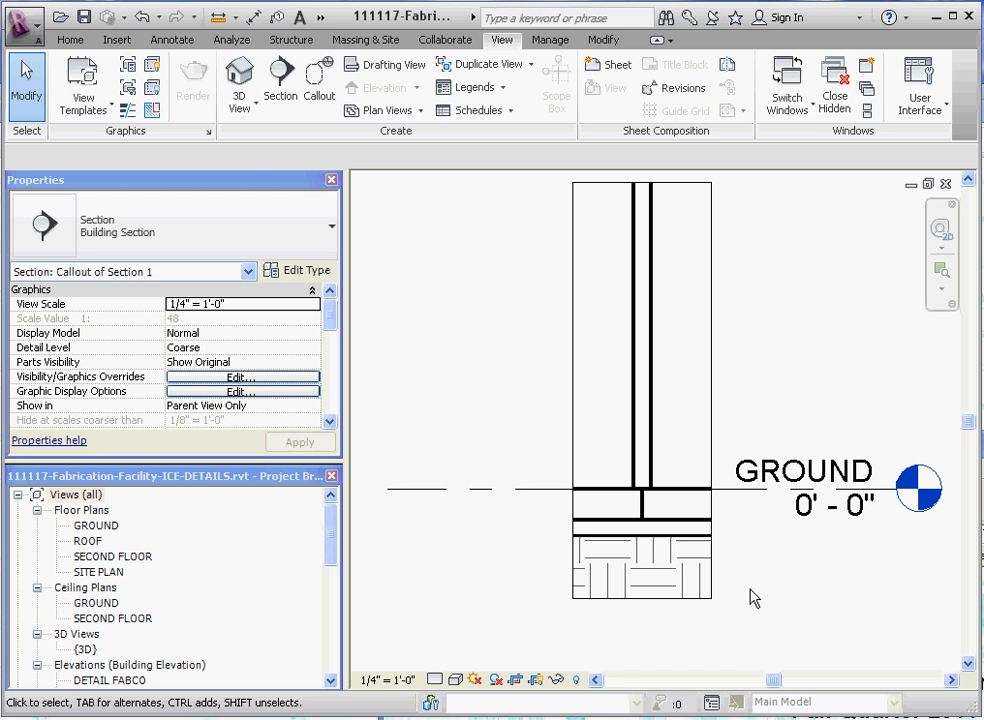 111117-Fabri...
Type a keyword or phrase
Sign In
Home Insert Annotate Analyze Structure Massing & Site Collaborate View Manage Modify
Modify
View
Templates
Render
3D
View
Section
Callout
Drafting View
Elevation
Plan Views
Duplicate View
Legends
Schedules
Scope
Box
Sheet
View
Title Block
Revisions
Guide Grid
Switch
Windows
Close
Hidden
User
Interface
Select Graphics Create Sheet Composition Windows
Properties
Section
Building Section
Section: Callout of Section 1
Edit Type
Graphics
View Scale 1/4" = 1'-0"
Scale Value 1: 48
Display Model Normal
Detail Level Coarse
Parts Visibility Show Original
Visibility/Graphics Overrides Edit...
Graphic Display Options Edit...
Show in Parent View Only
Hide at scales coarser than 1/8" = 1'-0"
Properties help
Apply
111117-Fabrication-Facility-ICE-DETAILS.rvt - Project Br...
Views (all)
Floor Plans
GROUND
ROOF
SECOND FLOOR
SITE PLAN
Ceiling Plans
GROUND
SECOND FLOOR
3D Views
{3D}
Elevations (Building Elevation)
DETAIL FABCO
2D
GROUND
0' - 0"
1/4" = 1'-0"
Click to select, TAB for alternates, CTRL adds, SHIFT unselects.
:0
Main Model